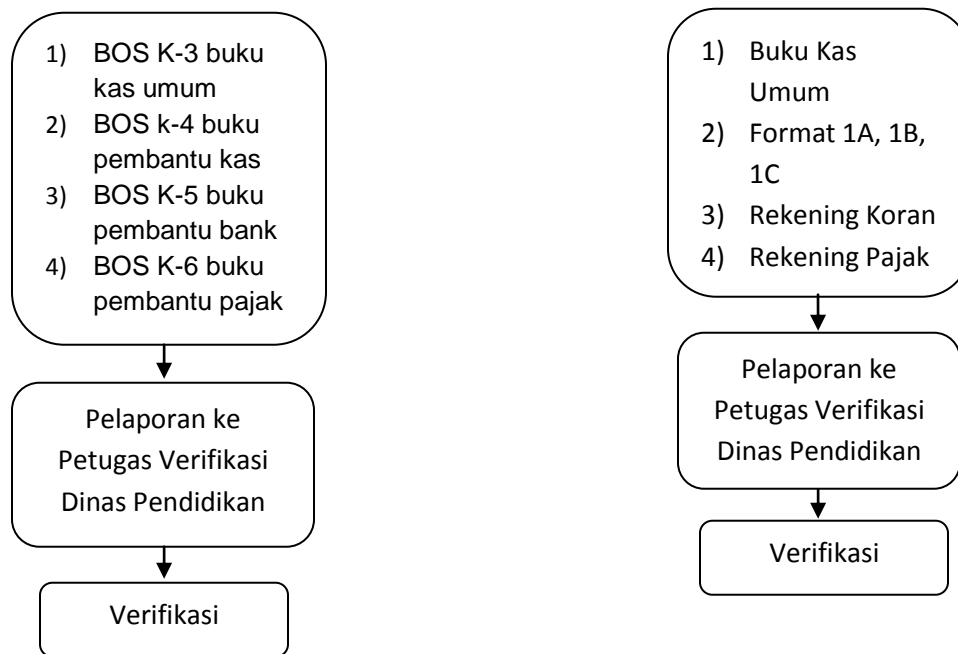 1) BOS K-3 buku
kas umum
2) BOS k-4 buku
pembantu kas
3) BOS K-5 buku
pembantu bank
4) BOS K-6 buku
pembantu pajak
Pelaporan ke
Petugas Verifikasi
Dinas Pendidikan
Verifikasi
1) Buku Kas
Umum
2) Format 1A, 1B,
1C
3) Rekening Koran
4) Rekening Pajak
Pelaporan ke
Petugas Verifikasi
Dinas Pendidikan
Verifikasi